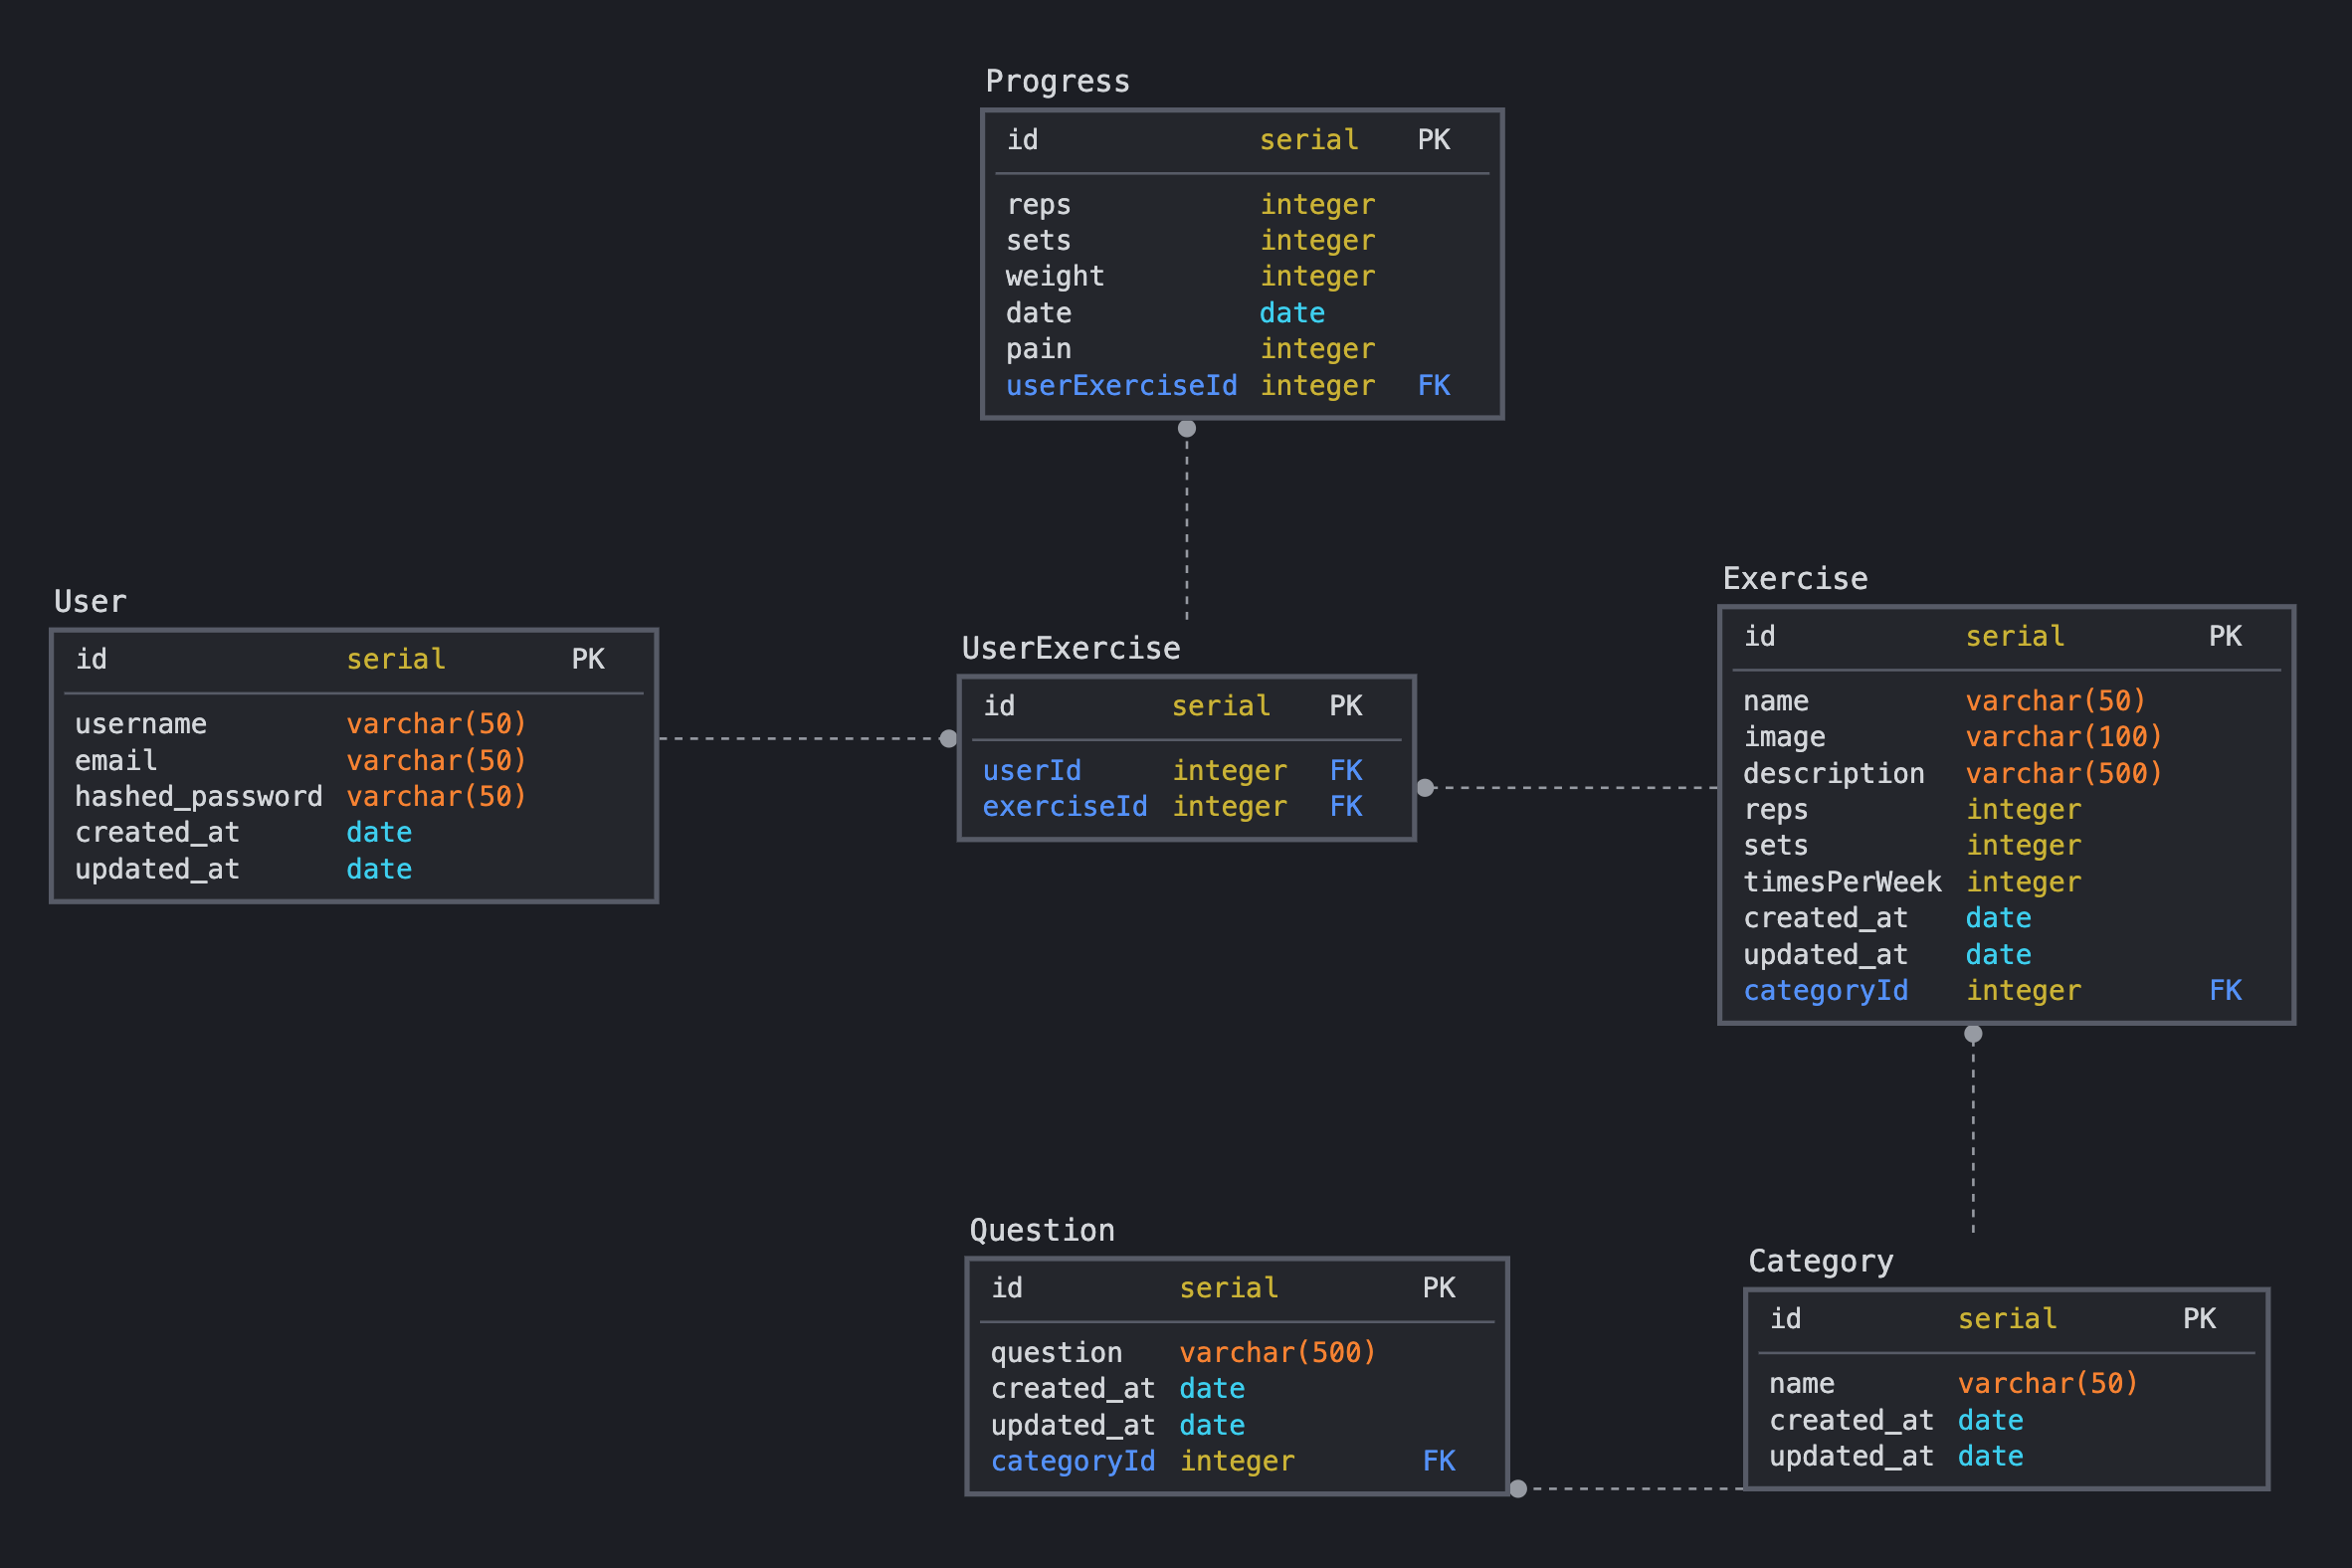 Progress
id serial PK
reps integer
sets integer
weight integer
date date
pain integer
userExerciseId integer FK
User
id serial PK
username varchar(50)
email varchar(50)
hashed_password varchar(50)
created_at date
updated_at date
UserExercise
id serial PK
userId integer FK
exerciseId integer FK
Exercise
id serial PK
name varchar(50)
image varchar(100)
description varchar(500)
reps integer
sets integer
timesPerWeek integer
created_at date
updated_at date
categoryId integer FK
Question
id serial PK
question varchar(500)
created_at date
updated_at date
categoryId integer FK
Category
id serial PK
name varchar(50)
created_at date
updated_at date